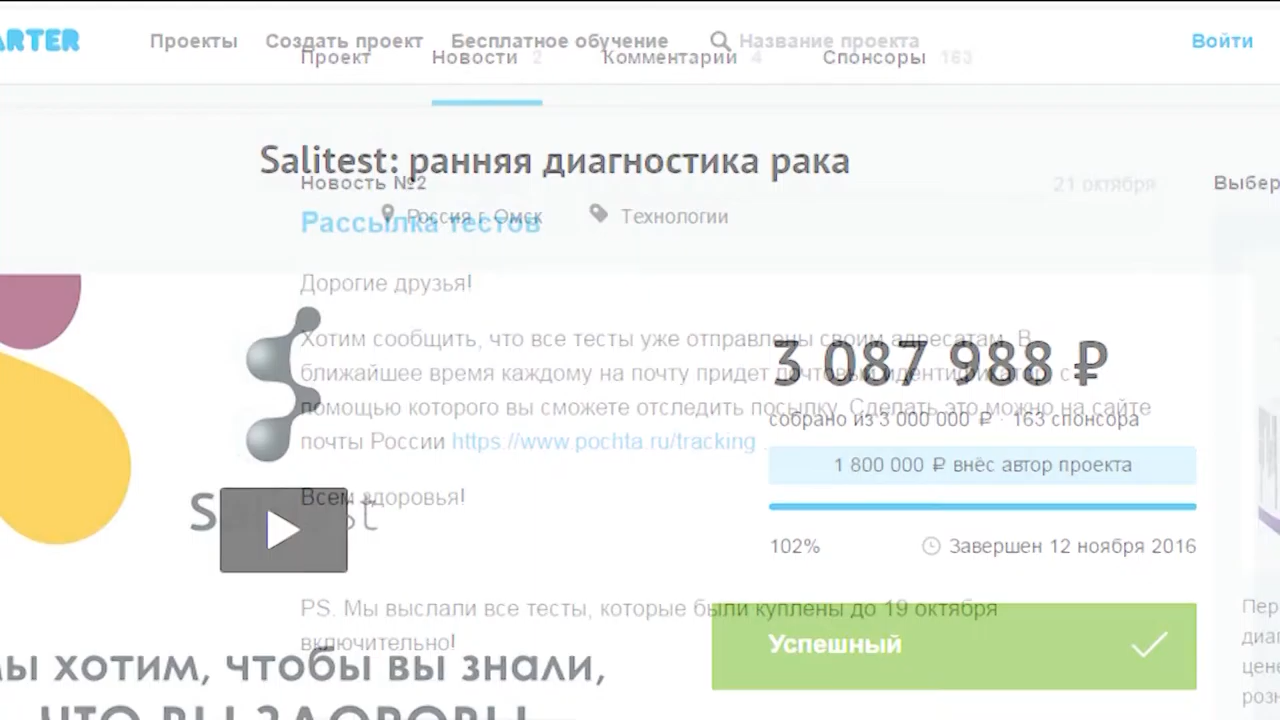 ARTER
Проекты Создать проект Бесплатное обучение Название проекта Войти
Проект Новости 2 Комментарии 4 Спонсоры 163
Salitest: ранняя диагностика рака
Новость №2 21 октября
Россия г. Омск Технологии
Рассылка тестов
Дорогие друзья!
Хотим сообщить, что все тесты уже отправлены своим адресатам. В
ближайшее время каждому на почту придет почтовый идентификатор, с
помощью которого вы сможете отследить посылку. Сделать это можно на сайте
почты России https://www.pochta.ru/tracking .
3 087 988 ₽
собрано из 3 000 000 ₽ · 163 спонсора
1 800 000 ₽ внёс автор проекта
Всем здоровья!
102% Завершен 12 ноября 2016
PS. Мы выслали все тесты, которые были куплены до 19 октября
включительно!
Успешный
хотим, чтобы вы знали,
ЧТО ВЫ ЗДОРОВЫ